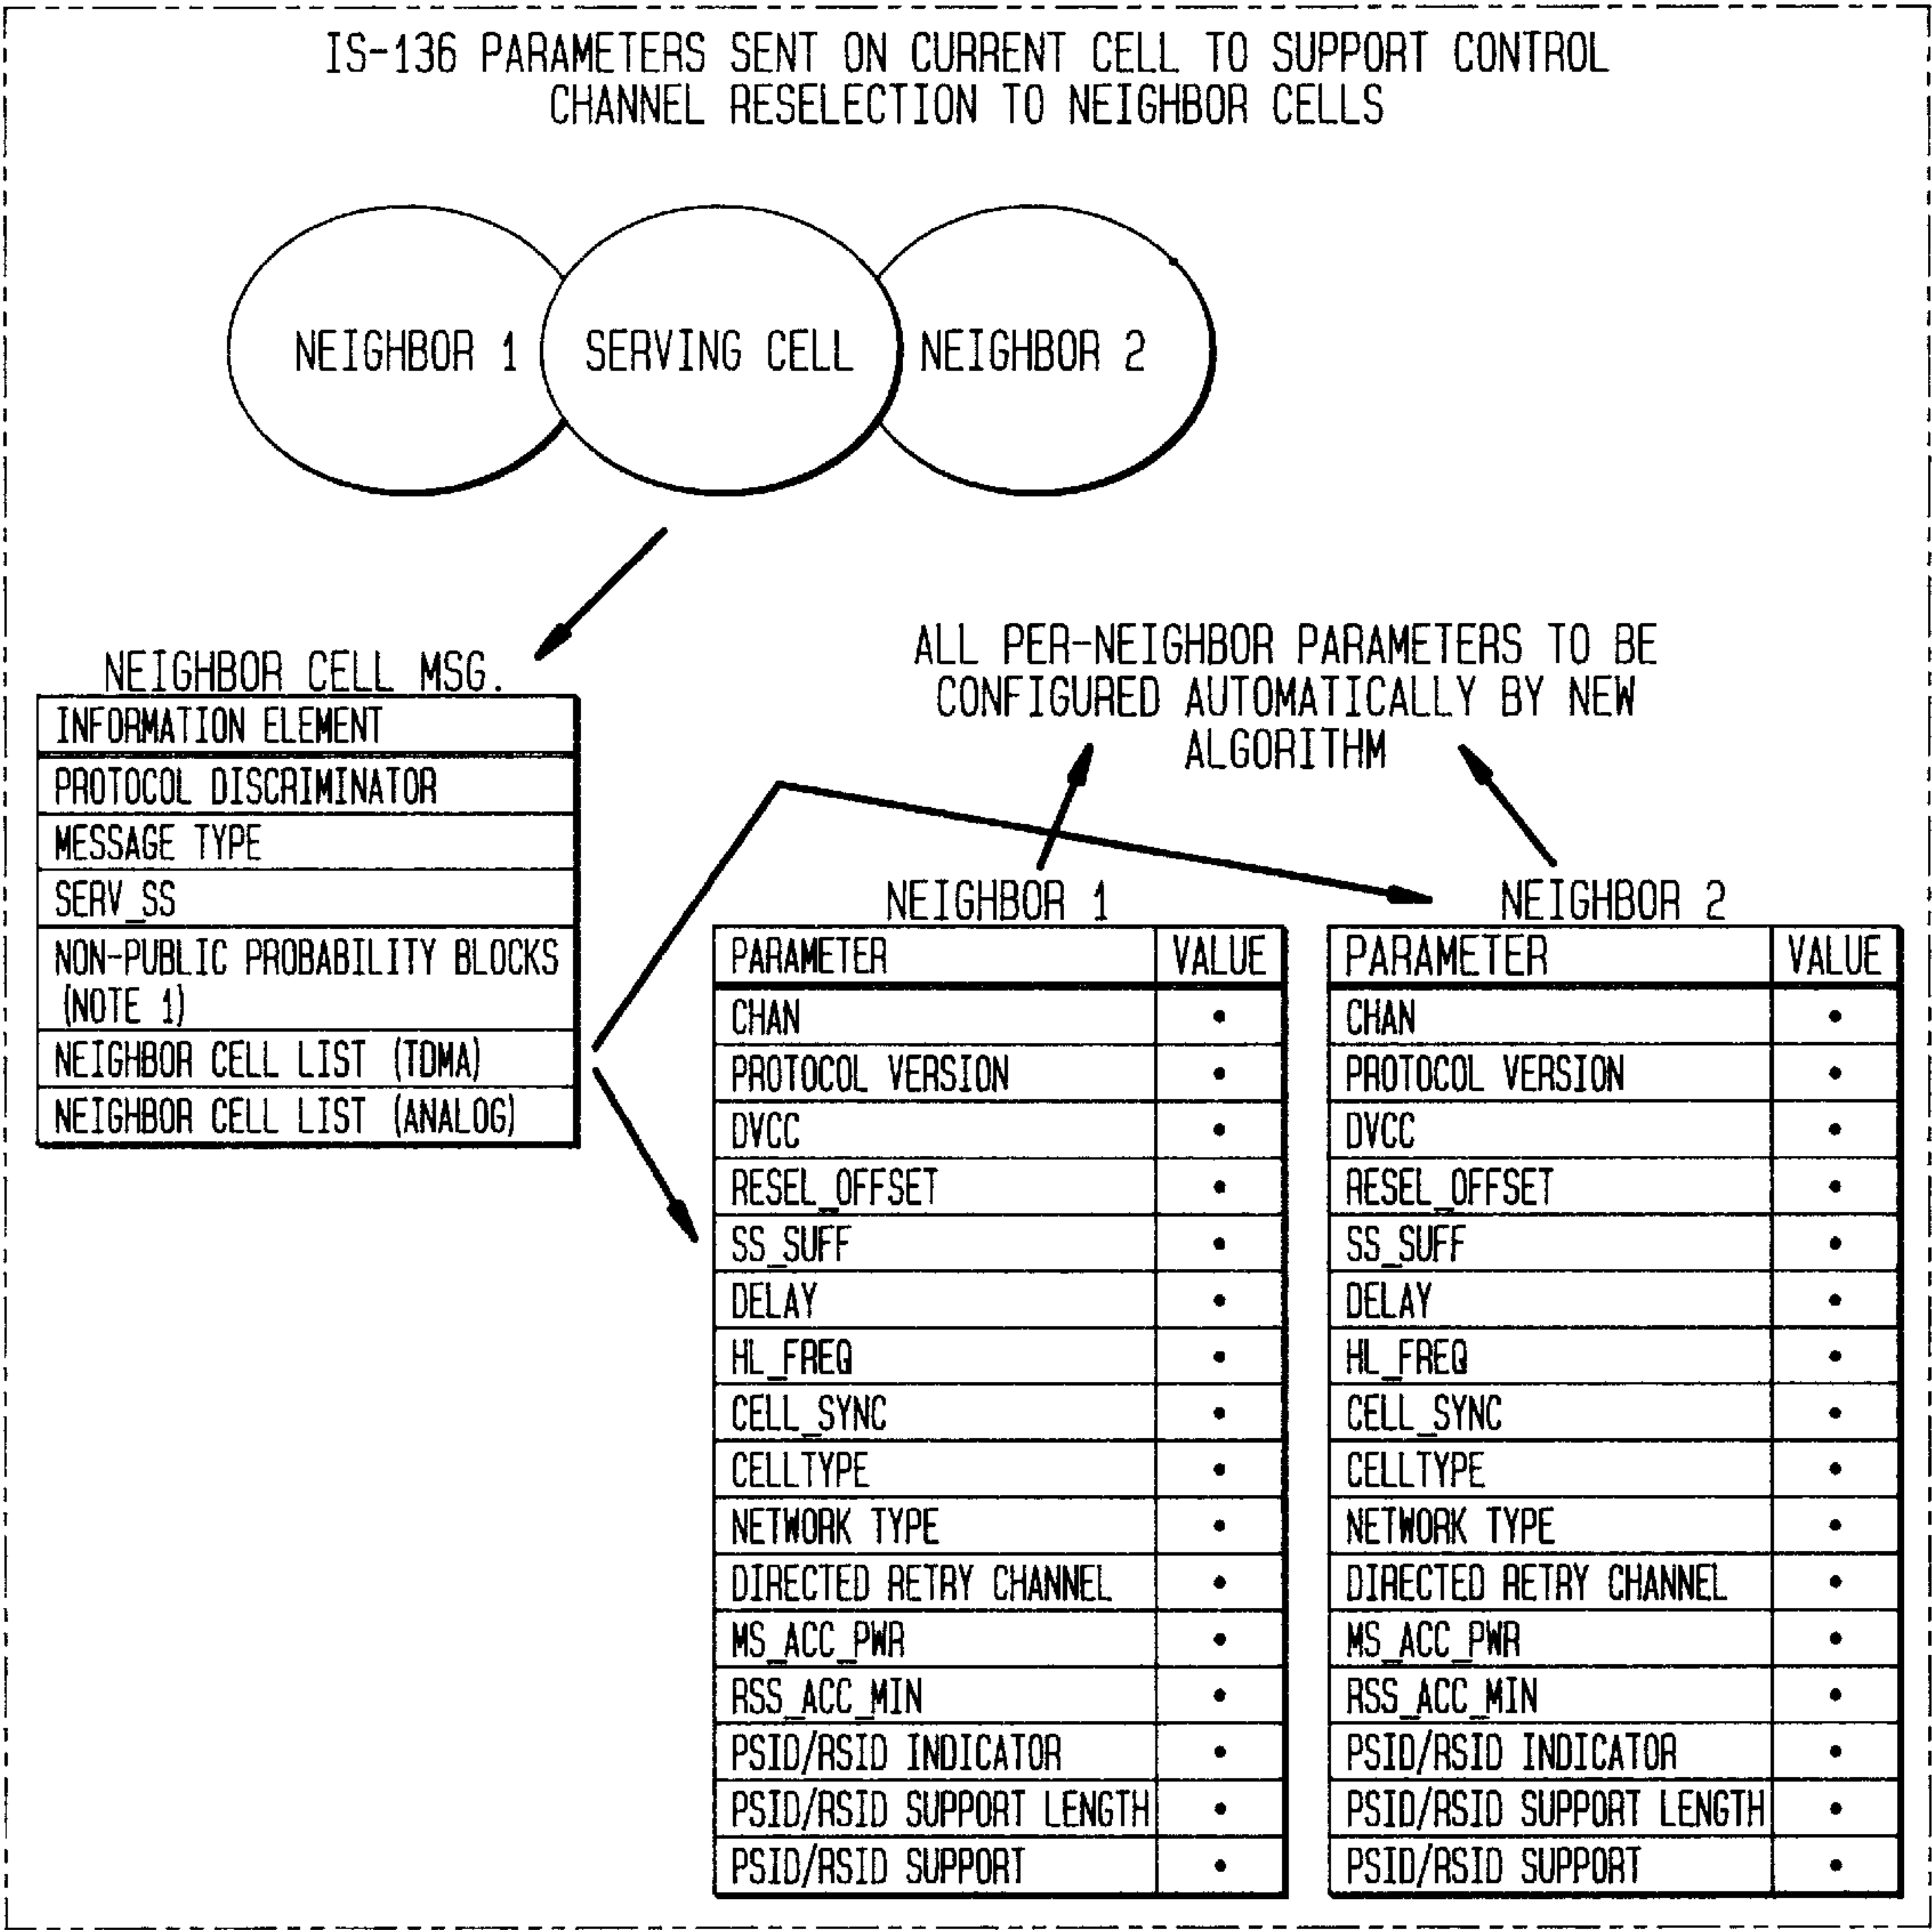 IS-136 PARAMETERS SENT ON CURRENT CELL TO SUPPORT CONTROL
CHANNEL RESELECTION TO NEIGHBOR CELLS
NEIGHBOR 1
SERVING CELL
NEIGHBOR 2
ALL PER-NEIGHBOR PARAMETERS TO BE
CONFIGURED AUTOMATICALLY BY NEW
ALGORITHM
NEIGHBOR CELL MSG.
INFORMATION ELEMENT
PROTOCOL DISCRIMINATOR
MESSAGE TYPE
SERV_SS
NON-PUBLIC PROBABILITY BLOCKS
(NOTE 1)
NEIGHBOR CELL LIST (TDMA)
NEIGHBOR CELL LIST (ANALOG)
NEIGHBOR 1
PARAMETER VALUE
CHAN •
PROTOCOL VERSION •
DVCC •
RESEL_OFFSET •
SS_SUFF •
DELAY •
HL_FREQ •
CELL_SYNC •
CELLTYPE •
NETWORK TYPE •
DIRECTED RETRY CHANNEL •
MS_ACC_PWR •
RSS_ACC_MIN •
PSID/RSID INDICATOR •
PSID/RSID SUPPORT LENGTH •
PSID/RSID SUPPORT •
NEIGHBOR 2
PARAMETER VALUE
CHAN •
PROTOCOL VERSION •
DVCC •
RESEL_OFFSET •
SS_SUFF •
DELAY •
HL_FREQ •
CELL_SYNC •
CELLTYPE •
NETWORK TYPE •
DIRECTED RETRY CHANNEL •
MS_ACC_PWR •
RSS_ACC_MIN •
PSID/RSID INDICATOR •
PSID/RSID SUPPORT LENGTH •
PSID/RSID SUPPORT •